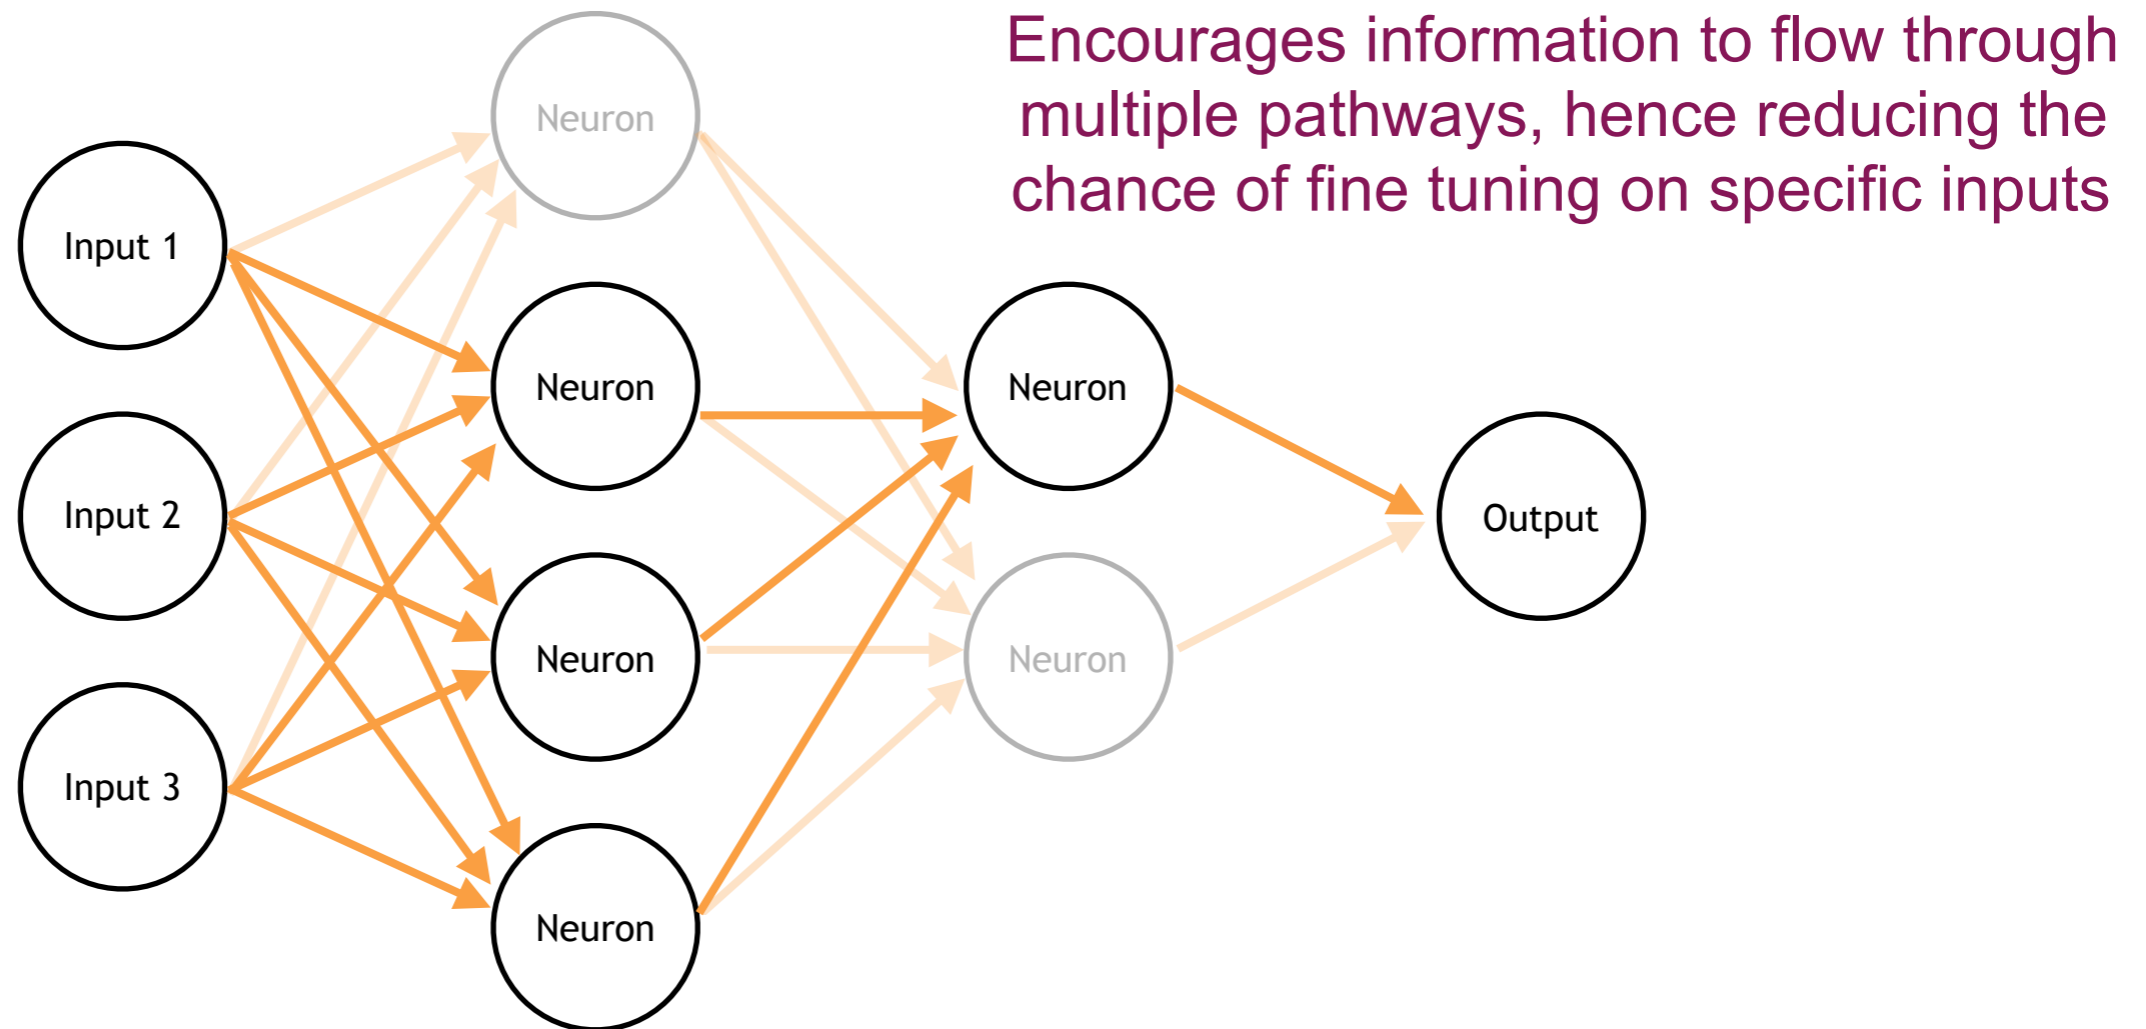 Encourages information to flow through
multiple pathways, hence reducing the
chance of fine tuning on specific inputs
Input 1
Input 2
Input 3
Neuron
Neuron
Neuron
Neuron
Neuron
Neuron
Output